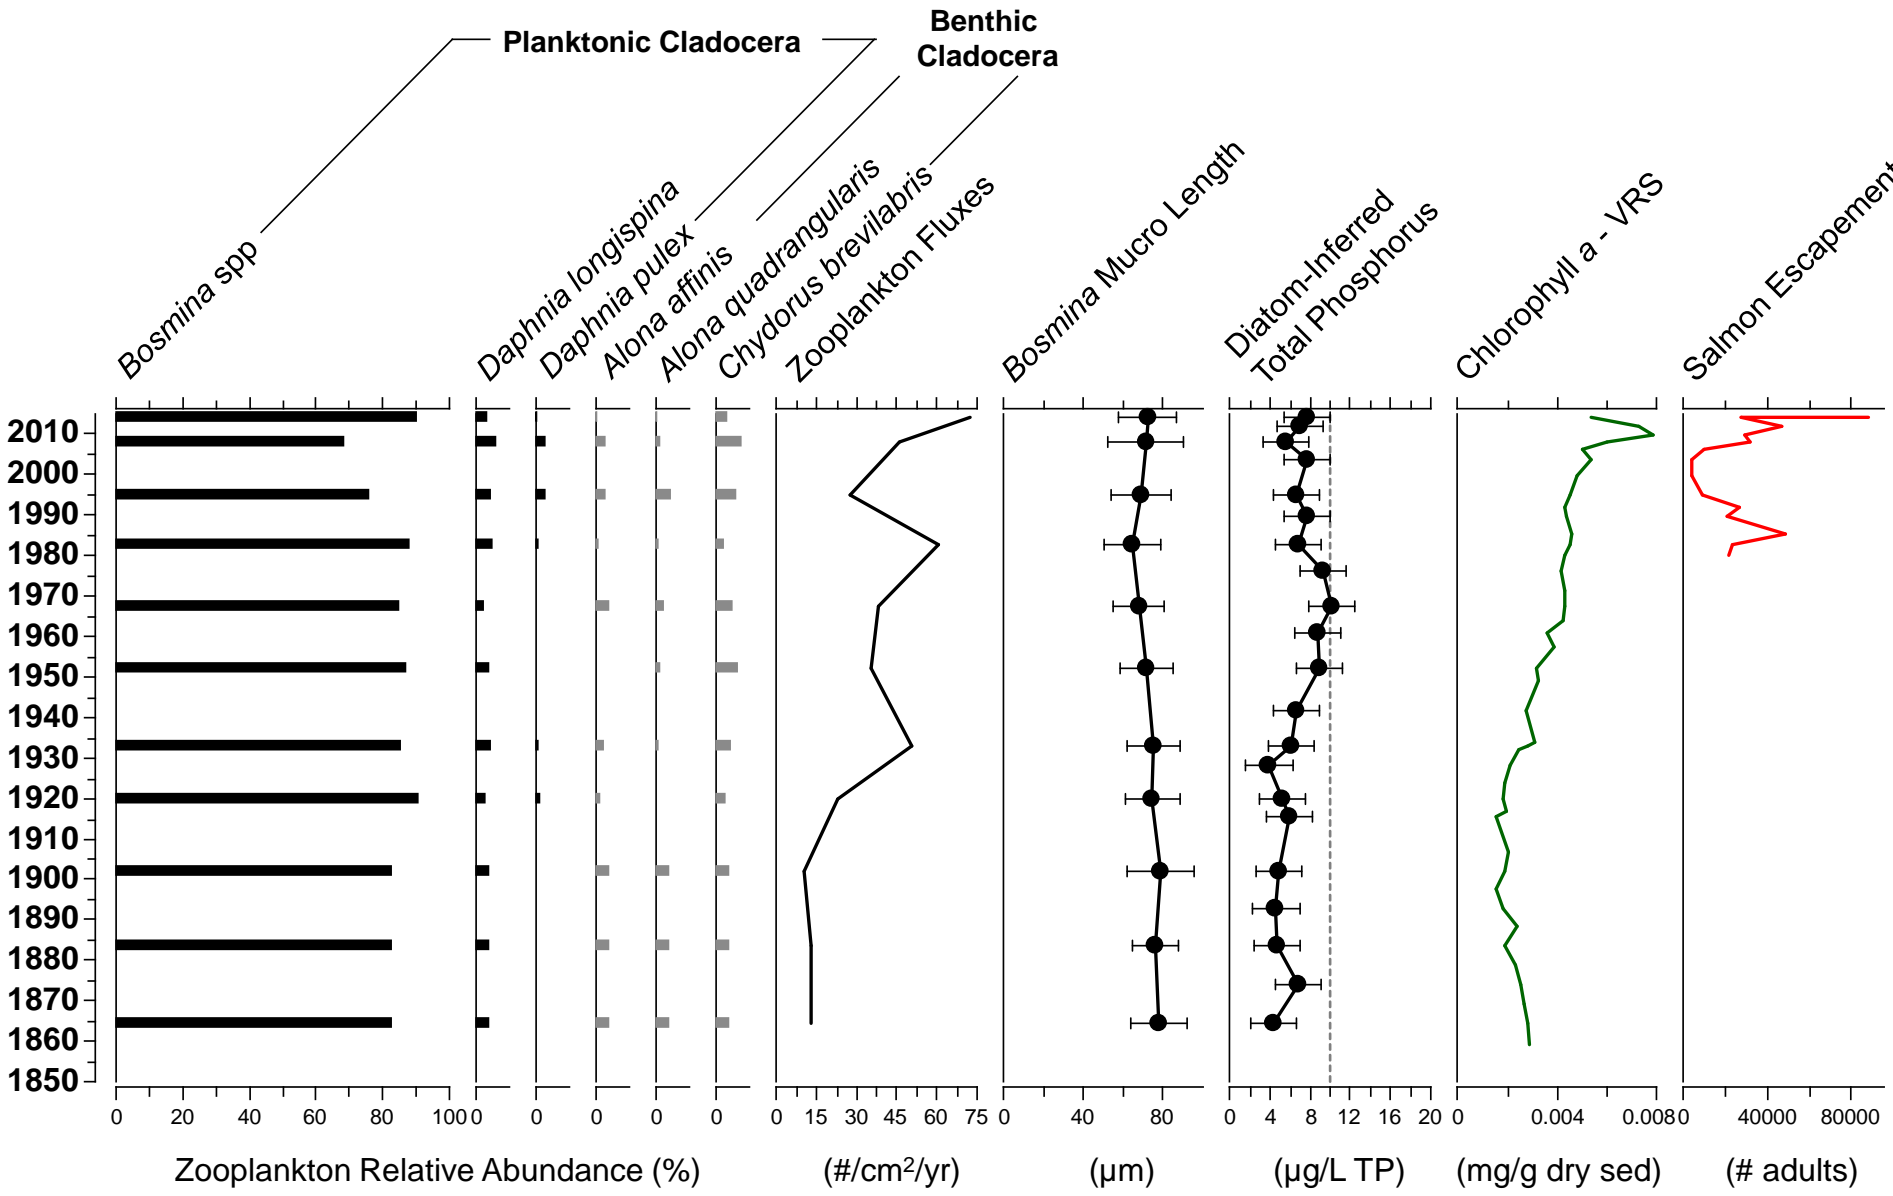 Planktonic Cladocera
Benthic
Cladocera
Bosmina spp
Daphnia longispina
Daphnia pulex
Alona affinis
Alona quadrangularis
Chydorus brevilabris
Zooplankton Fluxes
Bosmina Mucro Length
Diatom-Inferred
Total Phosphorus
Chlorophyll a - VRS
Salmon Escapement
2010
2000
1990
1980
1970
1960
1950
1940
1930
1920
1910
1900
1890
1880
1870
1860
1850
0 20 40 60 80 100 0 0 0 0 0 0 15 30 45 60 75 0 40 80 0 4 8 12 16 20 0 0.004 0.008 0 40000 80000
Zooplankton Relative Abundance (%) (#/cm²/yr) (µm) (µg/L TP) (mg/g dry sed) (# adults)